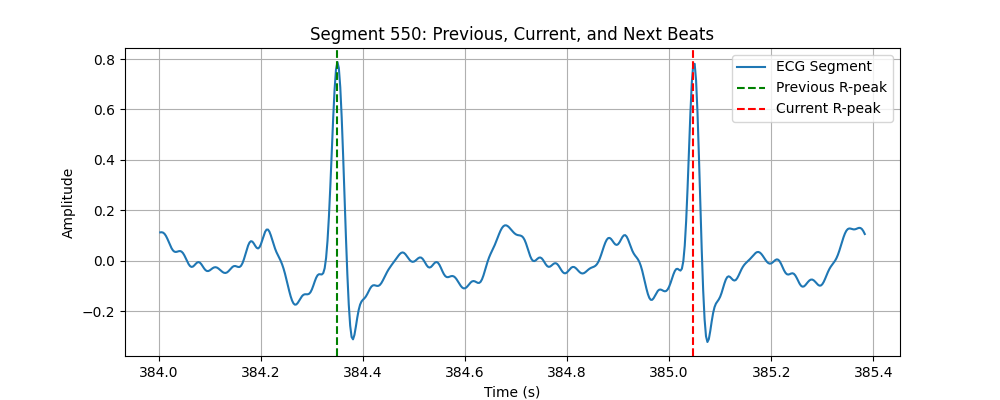 Segment 550: Previous, Current, and Next Beats
ECG Segment
Previous R-peak
Current R-peak
Amplitude
0.8
0.6
0.4
0.2
0.0
−0.2
384.0 384.2 384.4 384.6 384.8 385.0 385.2 385.4
Time (s)